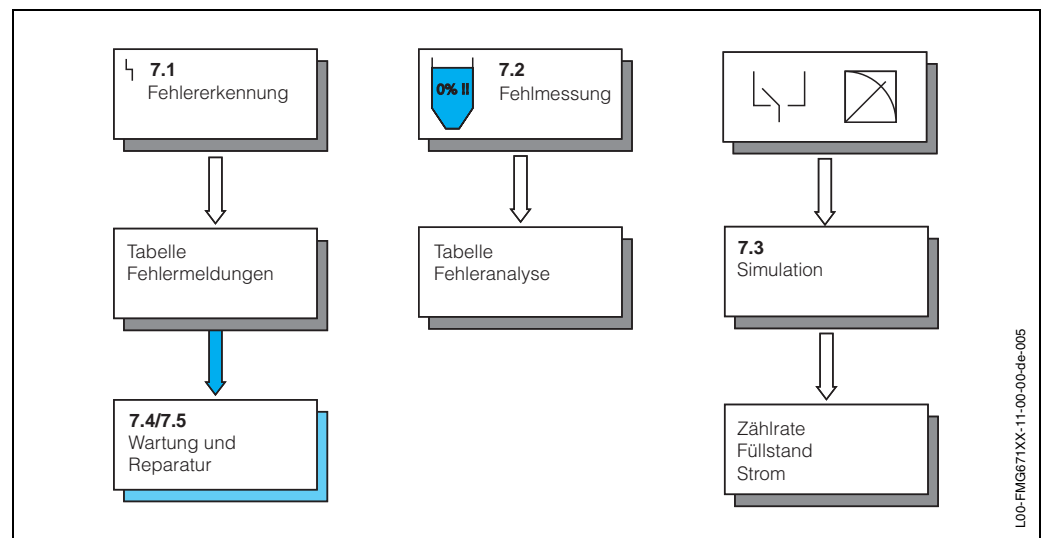 7.1
Fehlererkennung
0% !!
7.2
Fehlmessung
Tabelle
Fehlermeldungen
Tabelle
Fehleranalyse
7.3
Simulation
7.4/7.5
Wartung und
Reparatur
Zählrate
Füllstand
Strom
L00-FMG671XX-11-00-00-de-005